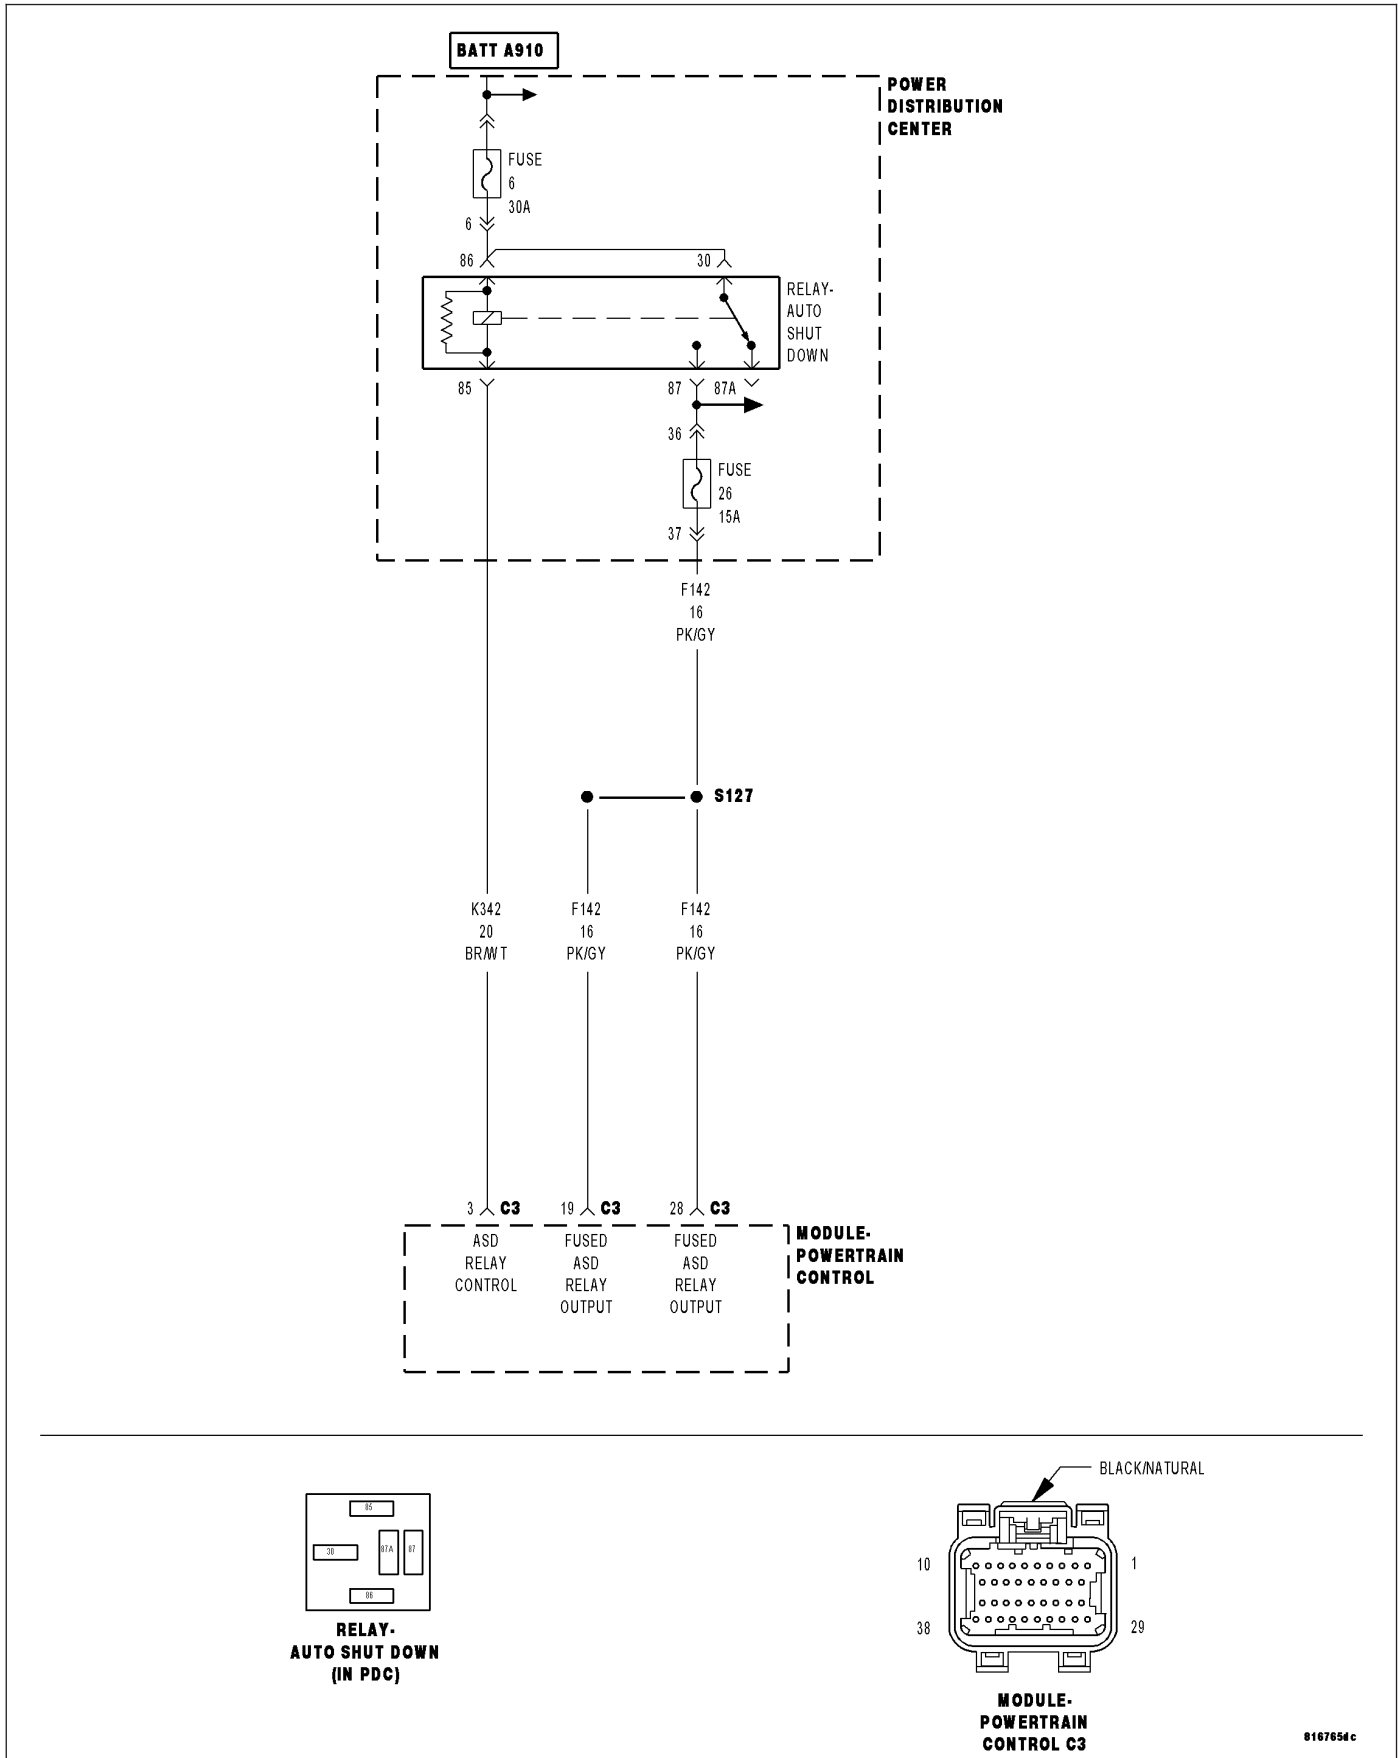 BATT A910
POWER
DISTRIBUTION
CENTER
FUSE
6
30A
6
86
30
RELAY-
AUTO
SHUT
DOWN
85
87
87A
36
FUSE
26
15A
37
F142
16
PK/GY
S127
K342
20
BR/WT
F142
16
PK/GY
F142
16
PK/GY
3 C3
19 C3
28 C3
ASD
RELAY
CONTROL
FUSED
ASD
RELAY
OUTPUT
FUSED
ASD
RELAY
OUTPUT
MODULE-
POWERTRAIN
CONTROL
85
30
87A
87
86
RELAY-
AUTO SHUT DOWN
(IN PDC)
BLACK/NATURAL
10
1
38
29
MODULE-
POWERTRAIN
CONTROL C3
816765dc